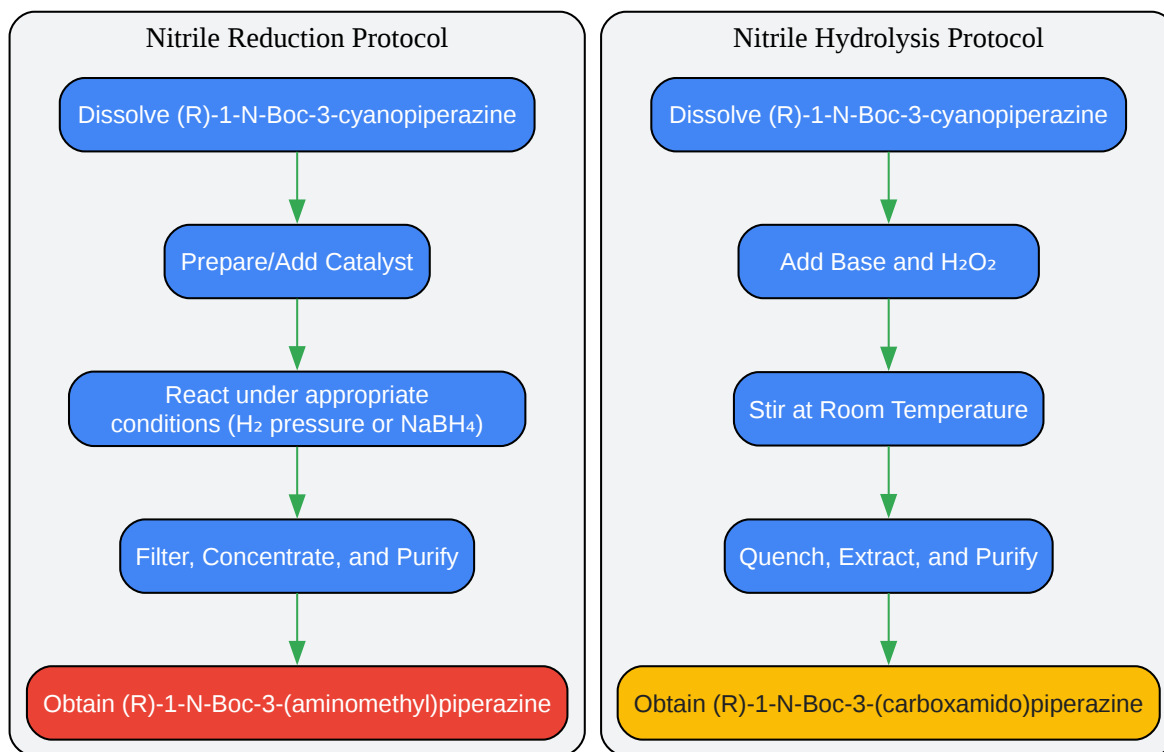 Nitrile Reduction Protocol
Dissolve (R)-1-N-Boc-3-cyanopiperazine
Prepare/Add Catalyst
React under appropriate
conditions (H₂ pressure or NaBH₄)
Filter, Concentrate, and Purify
Obtain (R)-1-N-Boc-3-(aminomethyl)piperazine
Nitrile Hydrolysis Protocol
Dissolve (R)-1-N-Boc-3-cyanopiperazine
Add Base and H₂O₂
Stir at Room Temperature
Quench, Extract, and Purify
Obtain (R)-1-N-Boc-3-(carboxamido)piperazine